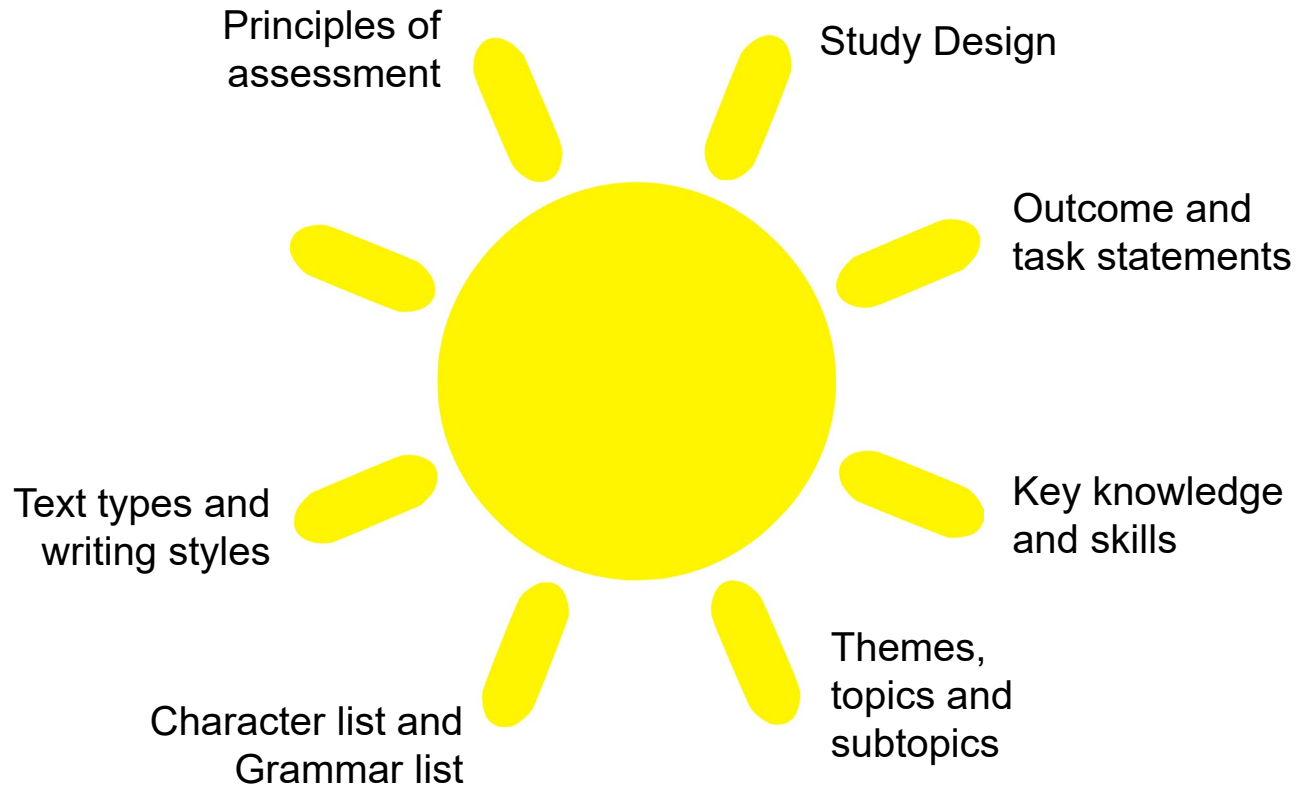 Principles of
assessment
Study Design
Outcome and
task statements
Key knowledge
and skills
Themes,
topics and
subtopics
Character list and
Grammar list
Text types and
writing styles